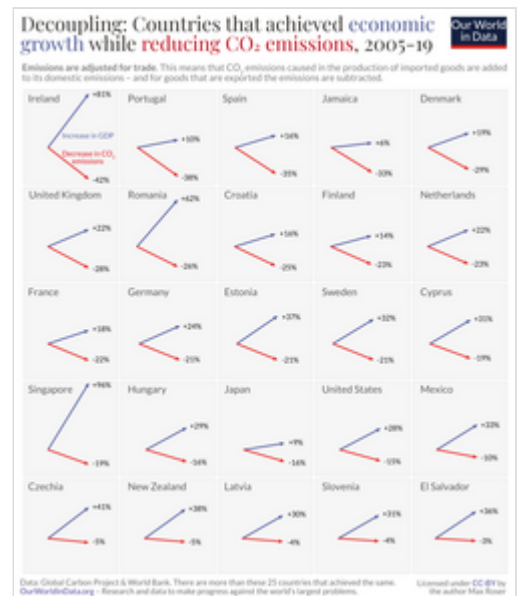 Decoupling: Countries that achieved economic
growth while reducing CO₂ emissions, 2005-19
Our World
in Data
Emissions are adjusted for trade. This means that CO₂ emissions caused in the production of imported goods are added
to its domestic emissions – and for goods that are exported the emissions are subtracted.
Ireland
+81%
Increase in GDP
Decrease in CO₂
emissions
-42%
Portugal
+10%
-38%
Spain
+16%
-31%
Jamaica
+6%
-33%
Denmark
+19%
-29%
United Kingdom
+22%
-28%
Romania
+62%
-26%
Croatia
+16%
-25%
Finland
+14%
-23%
Netherlands
+22%
-23%
France
+18%
-22%
Germany
+24%
-21%
Estonia
+37%
-21%
Sweden
+32%
-21%
Cyprus
+31%
-19%
Singapore
+96%
-19%
Hungary
+29%
-16%
Japan
+9%
-16%
United States
+28%
-15%
Mexico
+33%
-10%
Czechia
+41%
-5%
New Zealand
+38%
-5%
Latvia
+30%
-4%
Slovenia
+31%
-4%
El Salvador
+36%
Data: Global Carbon Project & World Bank. There are more than these 25 countries that achieved the same.
OurWorldInData.org – Research and data to make progress against the world's largest problems.
Licensed under CC-BY by
the author Max Roser